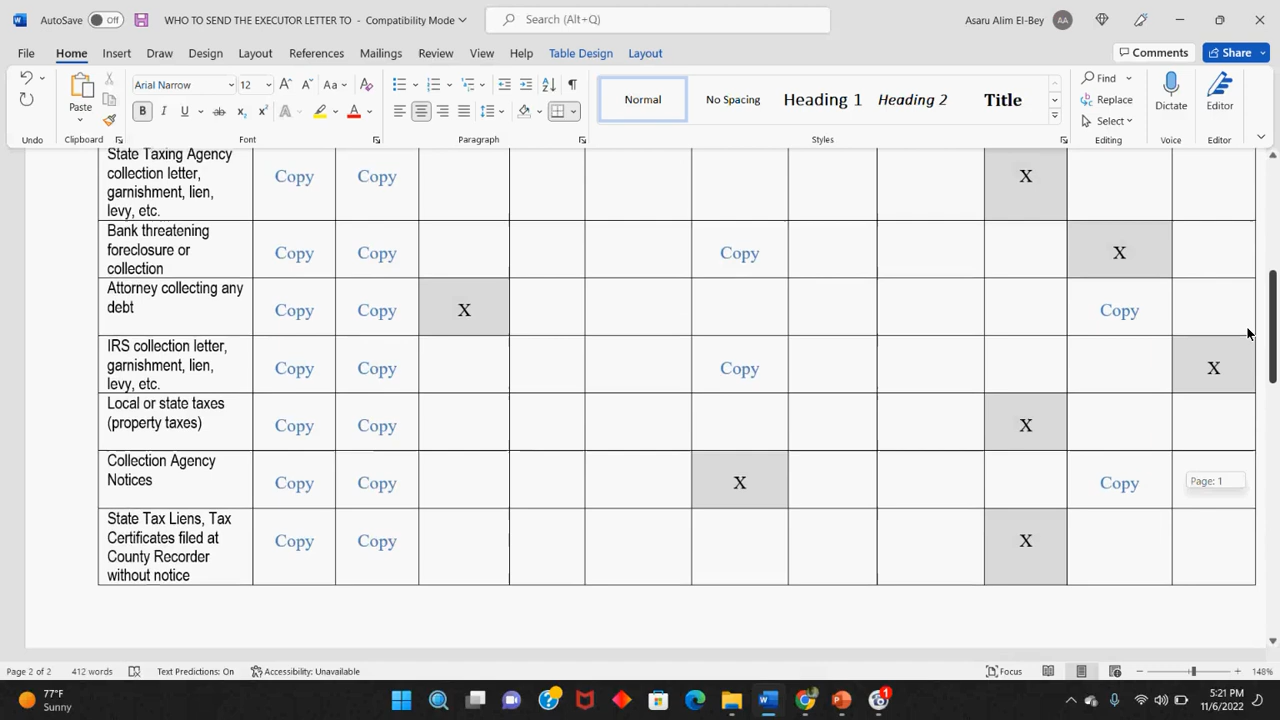 AutoSave Off WHO TO SEND THE EXECUTOR LETTER TO - Compatibility Mode Search (Alt+Q) Asaru Alim El-Bey AA
File Home Insert Draw Design Layout References Mailings Review View Help Table Design Layout Comments Share
Arial Narrow 12 Aa Normal No Spacing Heading 1 Heading 2 Title Find
Paste Replace Dictate Editor
B I U ab x₂ x² A A Select
Undo Clipboard Font Paragraph Styles Editing Voice Editor
State Taxing Agency
collection letter,
garnishment, lien,
levy, etc.
Copy Copy X
Bank threatening
foreclosure or
collection
Copy Copy Copy X
Attorney collecting any
debt
Copy Copy X Copy
IRS collection letter,
garnishment, lien,
levy, etc.
Copy Copy Copy X
Local or state taxes
(property taxes)
Copy Copy X
Collection Agency
Notices
Copy Copy X Copy
Page: 1
State Tax Liens, Tax
Certificates filed at
County Recorder
without notice
Copy Copy X
Page 2 of 2 412 words Text Predictions: On Accessibility: Unavailable Focus 148%
77°F
Sunny
1
5:21 PM
11/6/2022